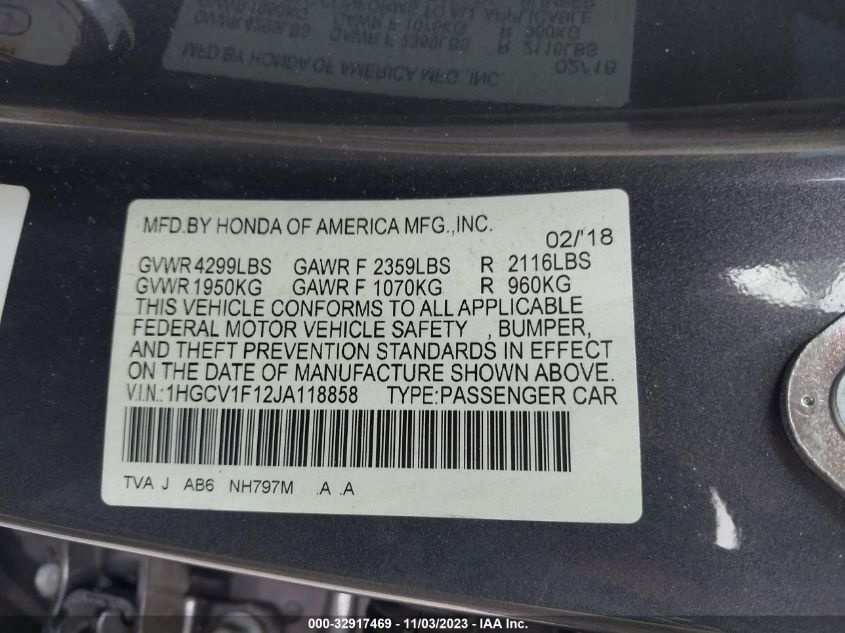 MFD.BY HONDA OF AMERICA MFG.,INC.
02/'18
GVWR 4299LBS GAWR F 2359LBS R 2116LBS
GVWR 1950KG GAWR F 1070KG R 960KG
THIS VEHICLE CONFORMS TO ALL APPLICABLE
FEDERAL MOTOR VEHICLE SAFETY , BUMPER,
AND THEFT PREVENTION STANDARDS IN EFFECT
ON THE DATE OF MANUFACTURE SHOWN ABOVE.
V.I.N.:1HGCV1F12JA118858 TYPE:PASSENGER CAR
TVA J AB6 NH797M .A .A
000-32917469 - 11/03/2023 - IAA Inc.